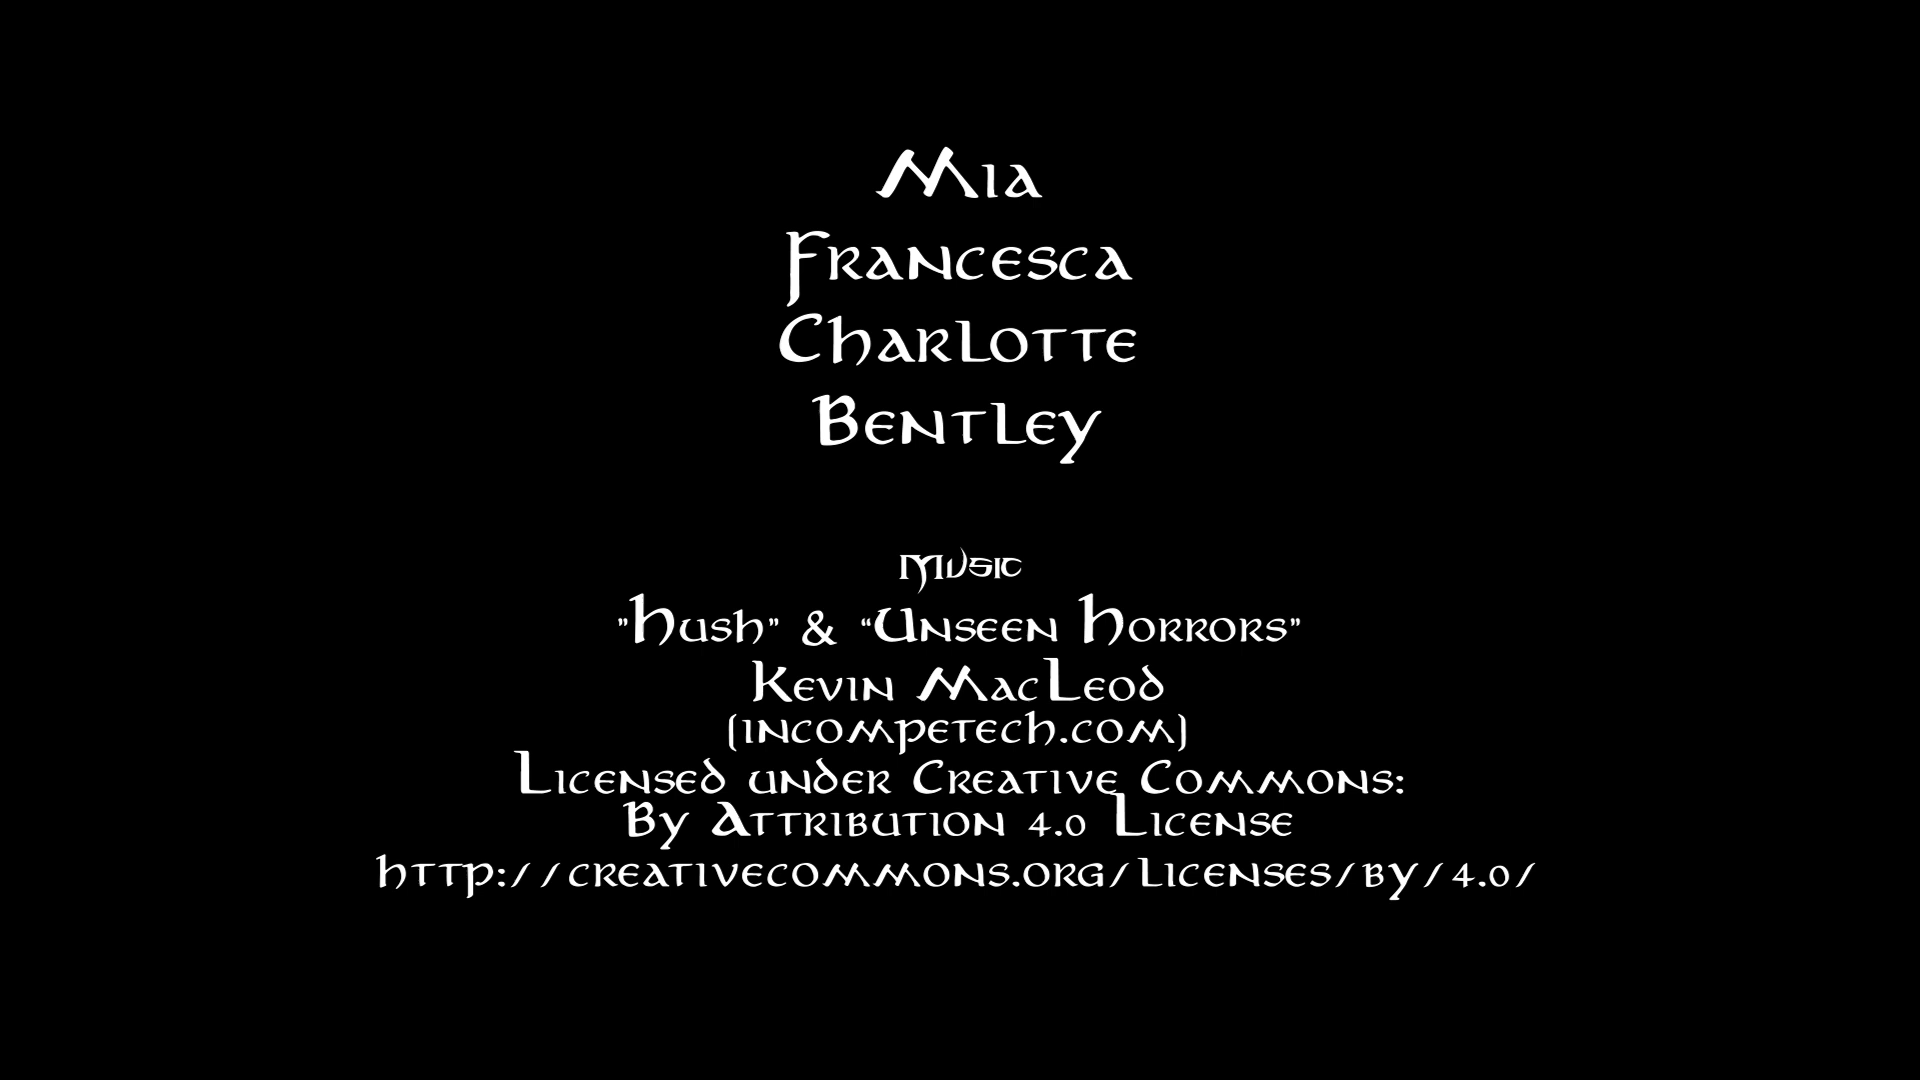 Mia
Francesca
Charlotte
Bentley
Music
"Hush" & “Unseen Horrors"
Kevin MacLeod
(incompetech.com)
Licensed under Creative Commons:
By Attribution 4.0 License
http://creativecommons.org/licenses/by/4.0/